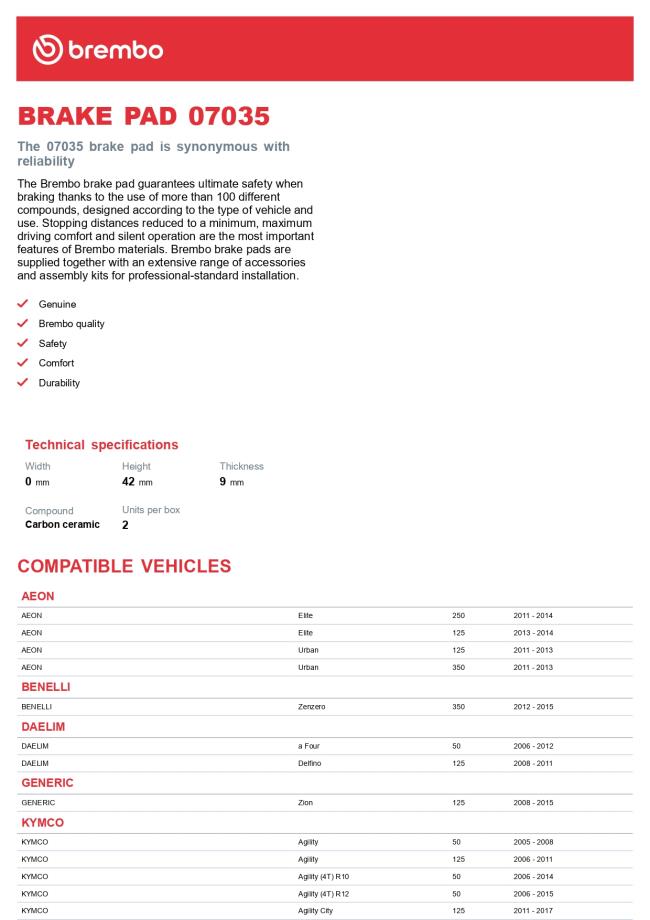 brembo
BRAKE PAD 07035
The 07035 brake pad is synonymous with
reliability
The Brembo brake pad guarantees ultimate safety when
braking thanks to the use of more than 100 different
compounds, designed according to the type of vehicle and
use. Stopping distances reduced to a minimum, maximum
driving comfort and silent operation are the most important
features of Brembo materials. Brembo brake pads are
supplied together with an extensive range of accessories
and assembly kits for professional-standard installation.
Genuine
Brembo quality
Safety
Comfort
Durability
Technical specifications
Width Height Thickness
0 mm 42 mm 9 mm
Compound Units per box
Carbon ceramic 2
COMPATIBLE VEHICLES
AEON
AEON Elite 250 2011 - 2014
AEON Elite 125 2013 - 2014
AEON Urban 125 2011 - 2013
AEON Urban 350 2011 - 2013
BENELLI
BENELLI Zenzero 350 2012 - 2015
DAELIM
DAELIM a Four 50 2006 - 2012
DAELIM Delfino 125 2008 - 2011
GENERIC
GENERIC Zion 125 2008 - 2015
KYMCO
KYMCO Agility 50 2005 - 2008
KYMCO Agility 125 2006 - 2011
KYMCO Agility (4T) R10 50 2006 - 2014
KYMCO Agility (4T) R12 50 2006 - 2015
KYMCO Agility City 125 2011 - 2017